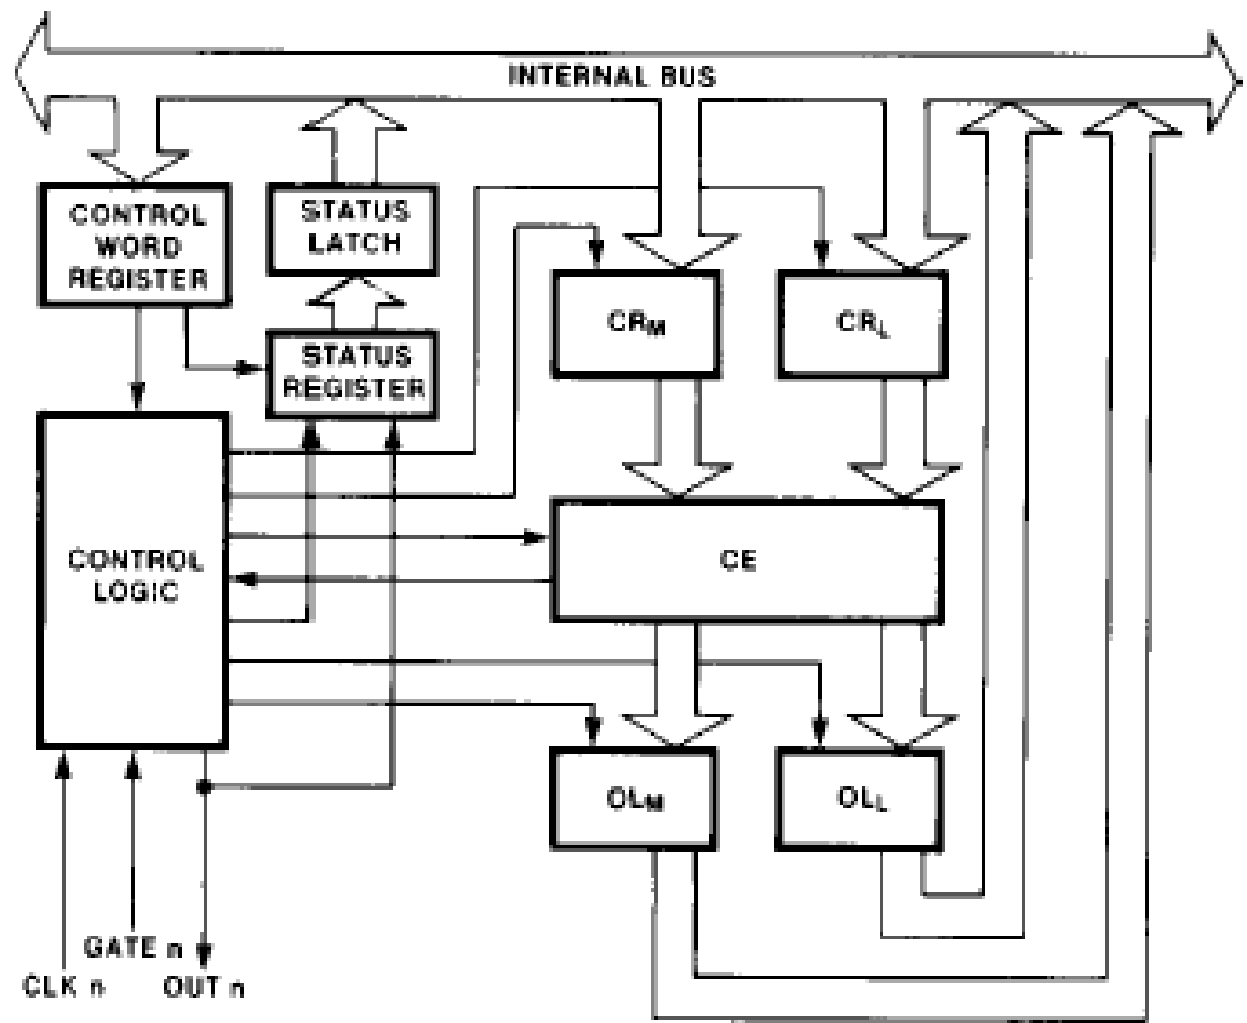 INTERNAL BUS
CONTROL
WORD
REGISTER
STATUS
LATCH
STATUS
REGISTER
CRM
CRL
CONTROL
LOGIC
CE
OLM
OLL
GATE n
CLK n
OUT n